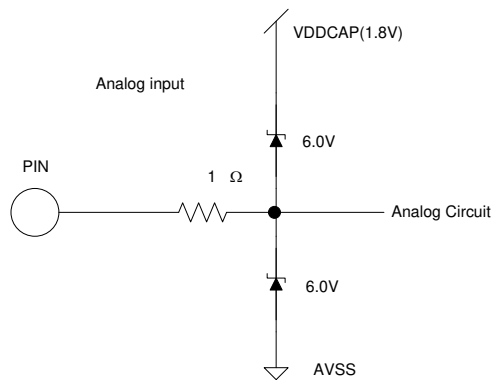 VDDCAP(1.8V)
Analog input
6.0V
PIN
1 Ω
Analog Circuit
6.0V
AVSS